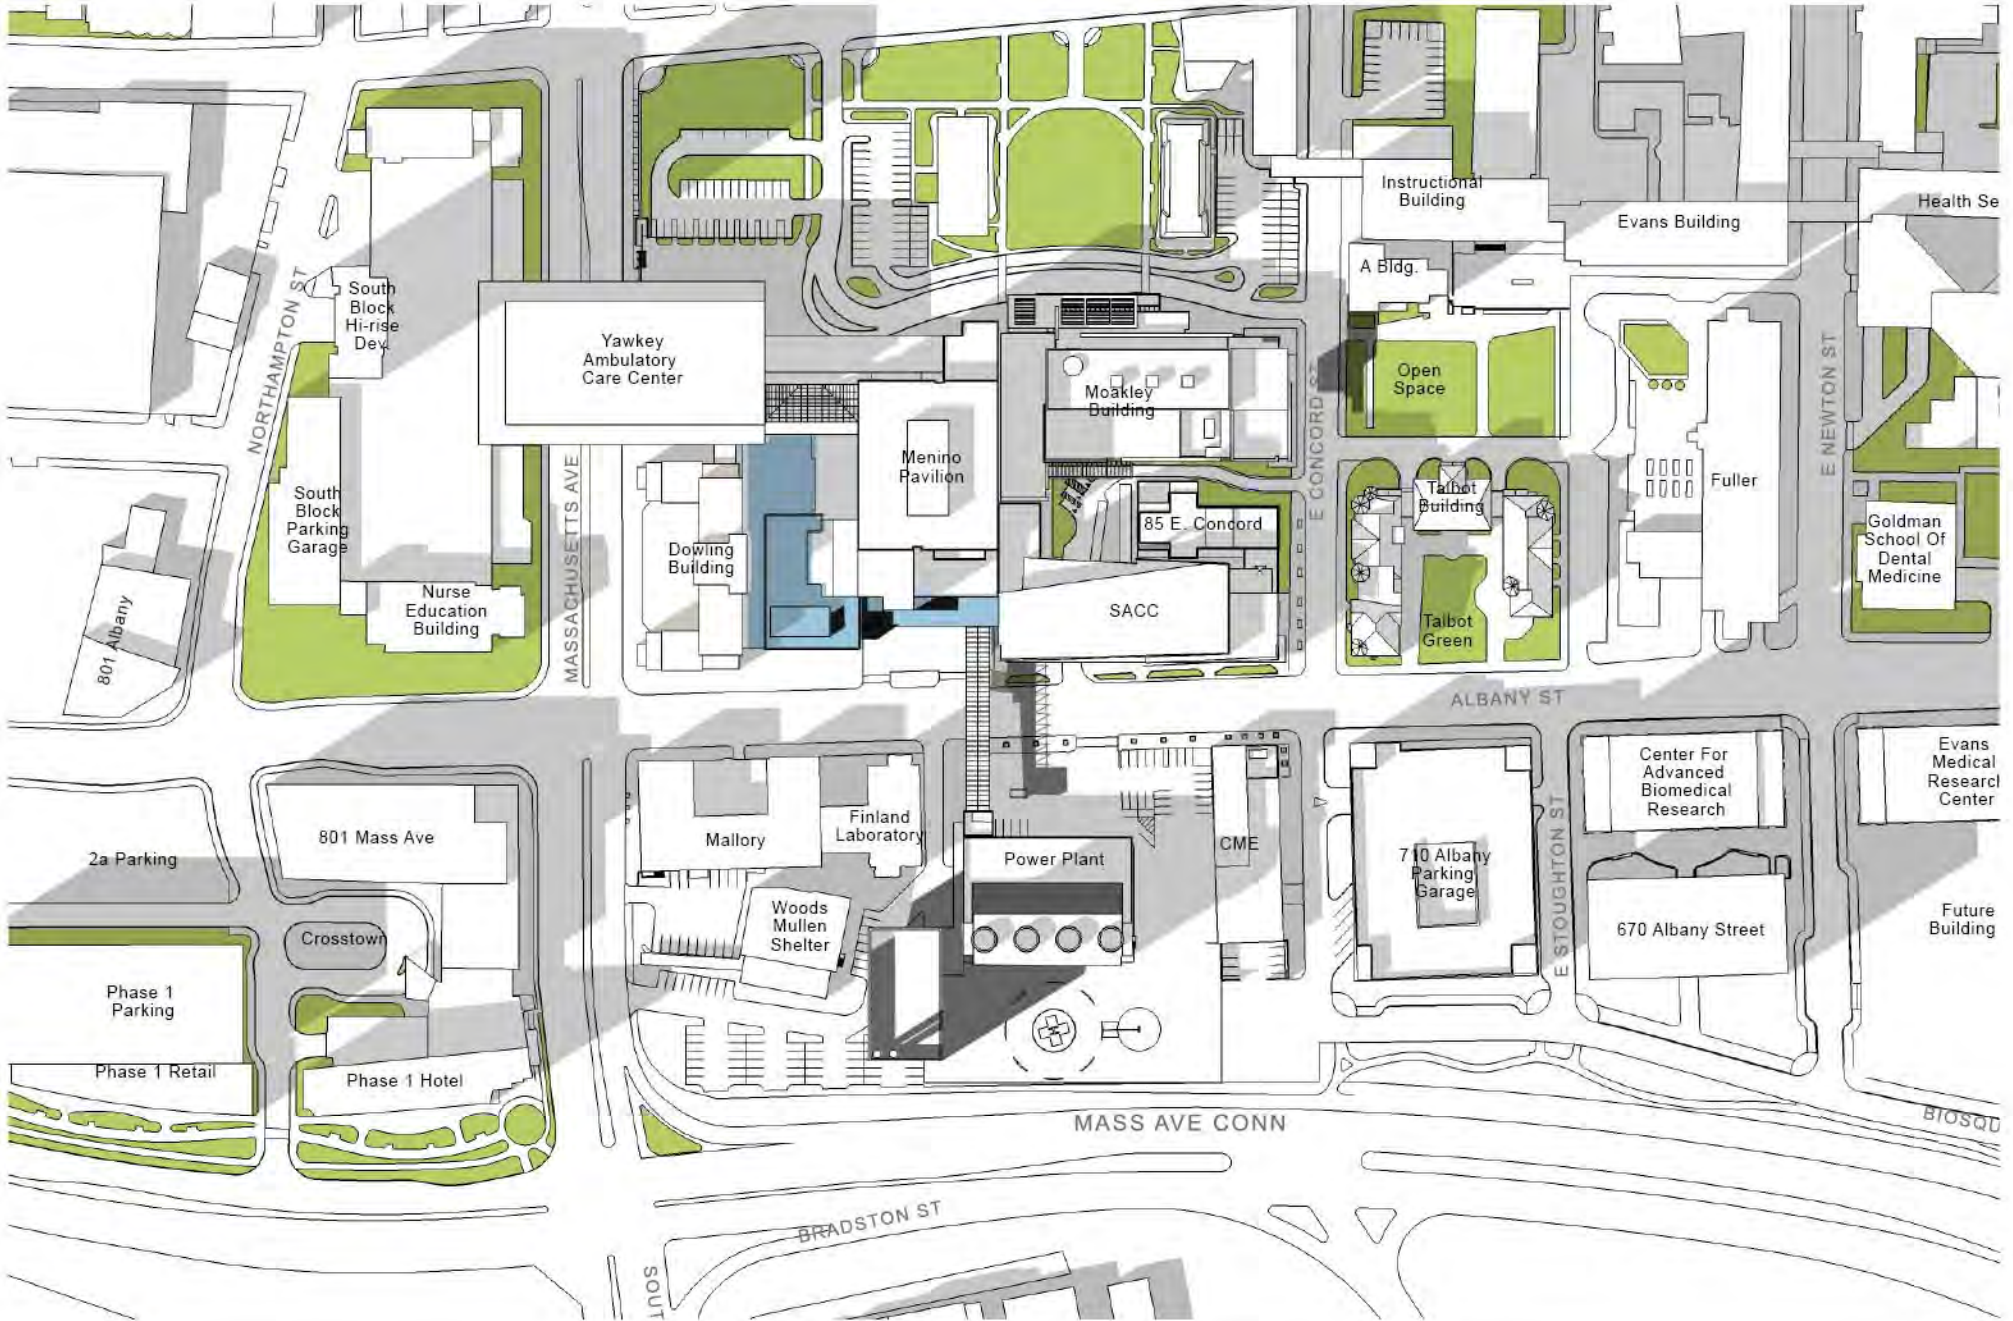 Instructional
Building
Evans Building
Health Se
A Bldg.
South
Block
Hi-rise
Dev.
NORTHAMPTON ST
Yawkey
Ambulatory
Care Center
Moakley
Building
Open
Space
E CONCORD ST
E NEWTON ST
Menino
Pavilion
MASSACHUSETTS AVE
South
Block
Parking
Garage
Dowling
Building
85 E. Concord
Talbot
Building
Fuller
Goldman
School Of
Dental
Medicine
801 Albany
Nurse
Education
Building
SACC
Talbot
Green
ALBANY ST
801 Mass Ave
2a Parking
Mallory
Finland
Laboratory
Power Plant
CME
710 Albany
Parking
Garage
E STOUGHTON ST
Center For
Advanced
Biomedical
Research
Evans
Medical
Research
Center
Woods
Mullen
Shelter
Crosstown
670 Albany Street
Future
Building
Phase 1
Parking
Phase 1 Retail
Phase 1 Hotel
MASS AVE CONN
BIOSQU
BRADSTON ST
SOUT